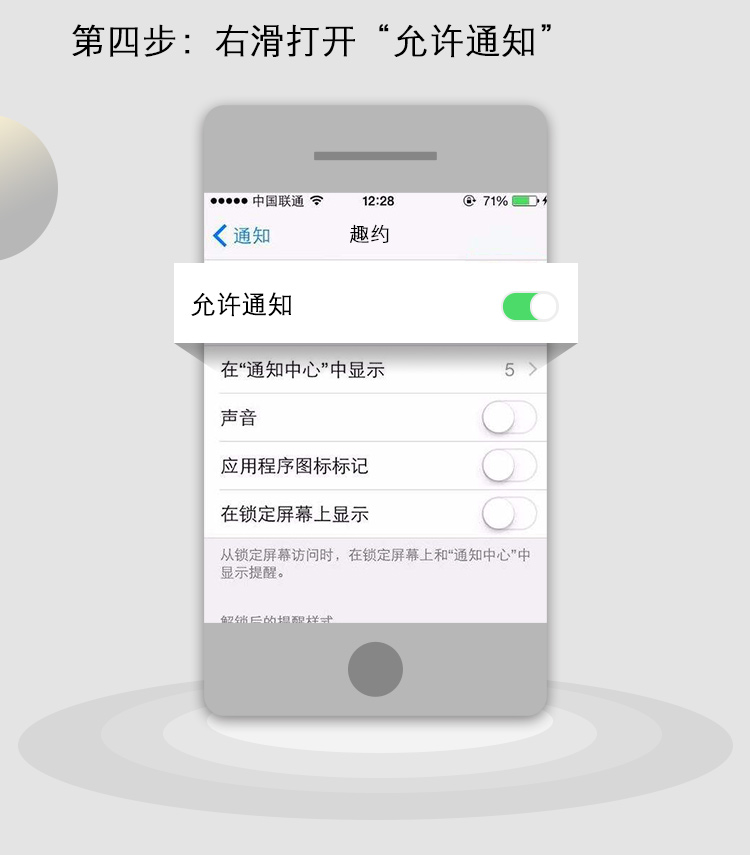 第四步：右滑打开“允许通知”
中国联通 12:28 71%
通知 趣约
允许通知
在“通知中心”中显示 5
声音
应用程序图标标记
在锁定屏幕上显示
从锁定屏幕访问时，在锁定屏幕上和“通知中心”中
显示提醒。
解锁后的提醒样式